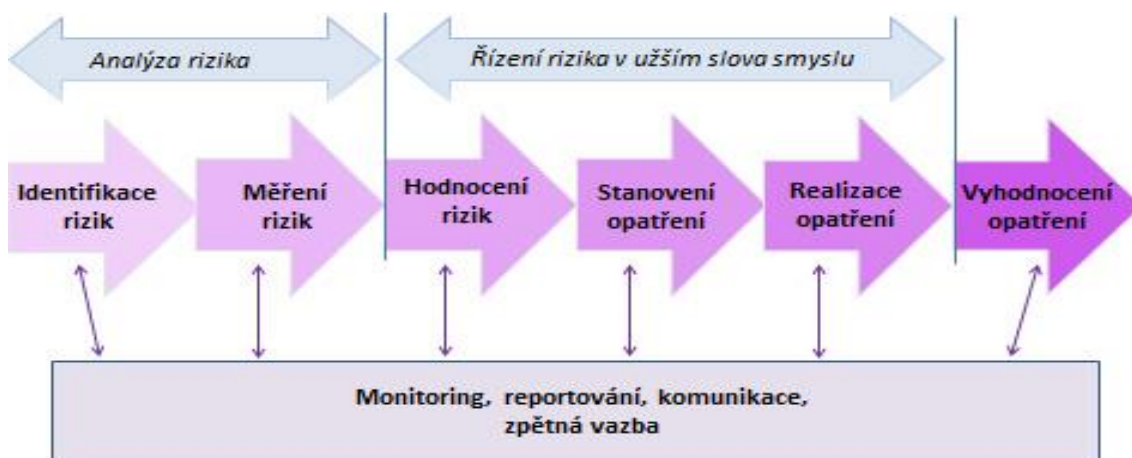 Analýza rizika
Řízení rizika v užším slova smyslu
Identifikace
rizik
Měření
rizik
Hodnocení
rizik
Stanovení
opatření
Realizace
opatření
Vyhodnocení
opatření
Monitoring, reportování, komunikace,
zpětná vazba